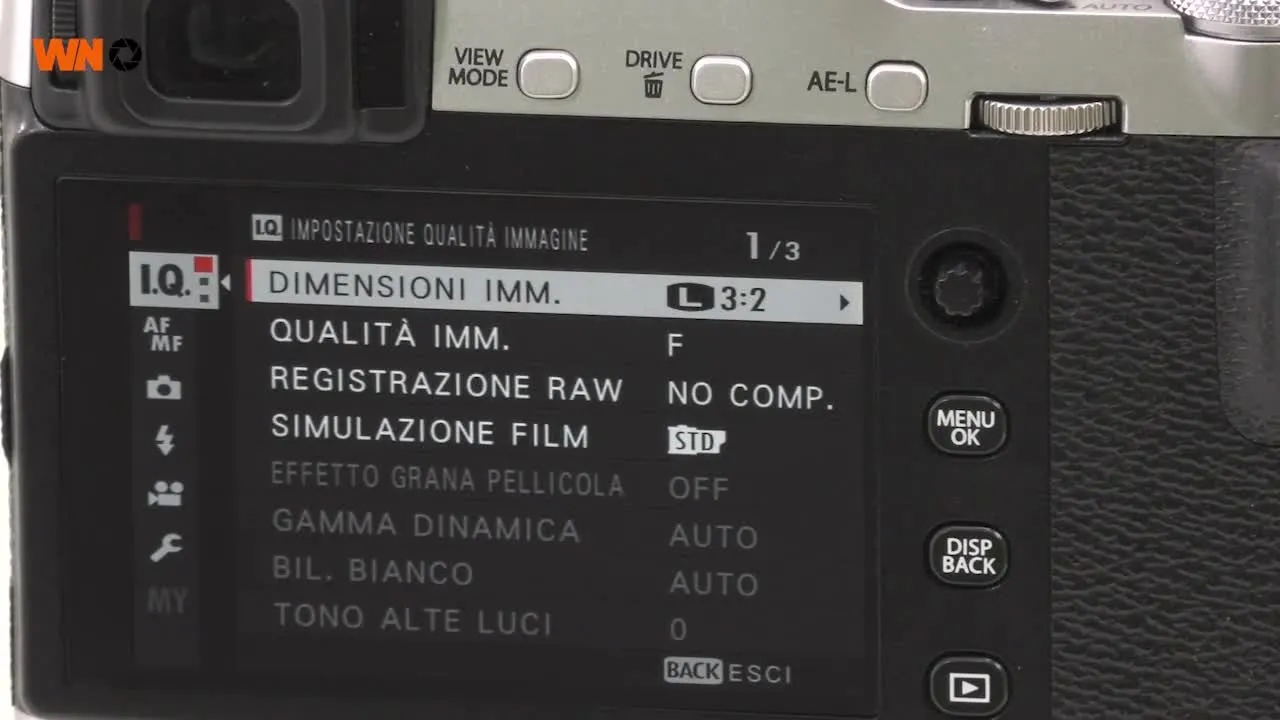 WN
AUTO
VIEW MODE
DRIVE
AE-L
I.Q. IMPOSTAZIONE QUALITÀ IMMAGINE 1/3
I.Q.
DIMENSIONI IMM. L 3:2
QUALITÀ IMM. F
AF MF
REGISTRAZIONE RAW NO COMP.
SIMULAZIONE FILM STD
EFFETTO GRANA PELLICOLA OFF
GAMMA DINAMICA AUTO
BIL. BIANCO AUTO
MY
TONO ALTE LUCI 0
BACK ESCI
MENU OK
DISP BACK